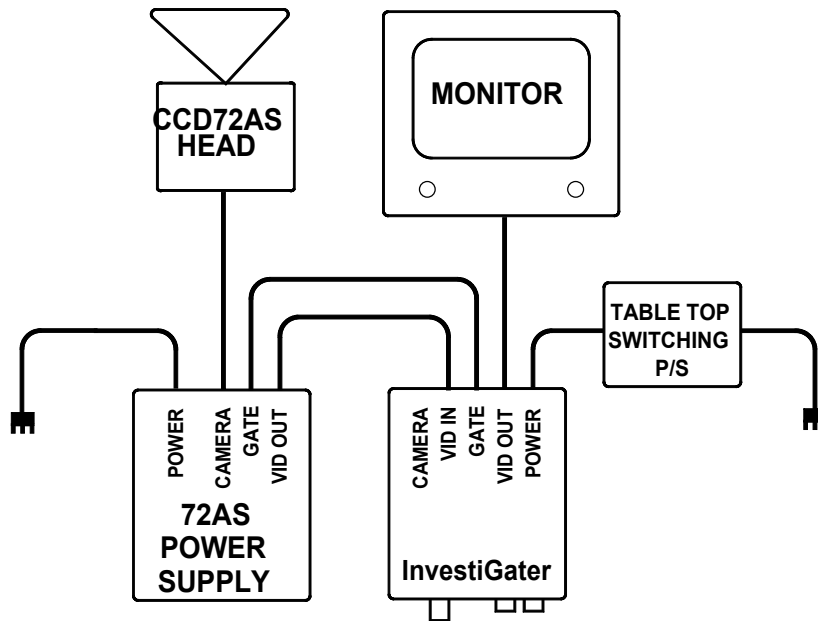 CCD72AS
HEAD
MONITOR
TABLE TOP
SWITCHING
P/S
POWER
CAMERA
GATE
VID OUT
72AS
POWER
SUPPLY
CAMERA
VID IN
GATE
VID OUT
POWER
InvestiGater